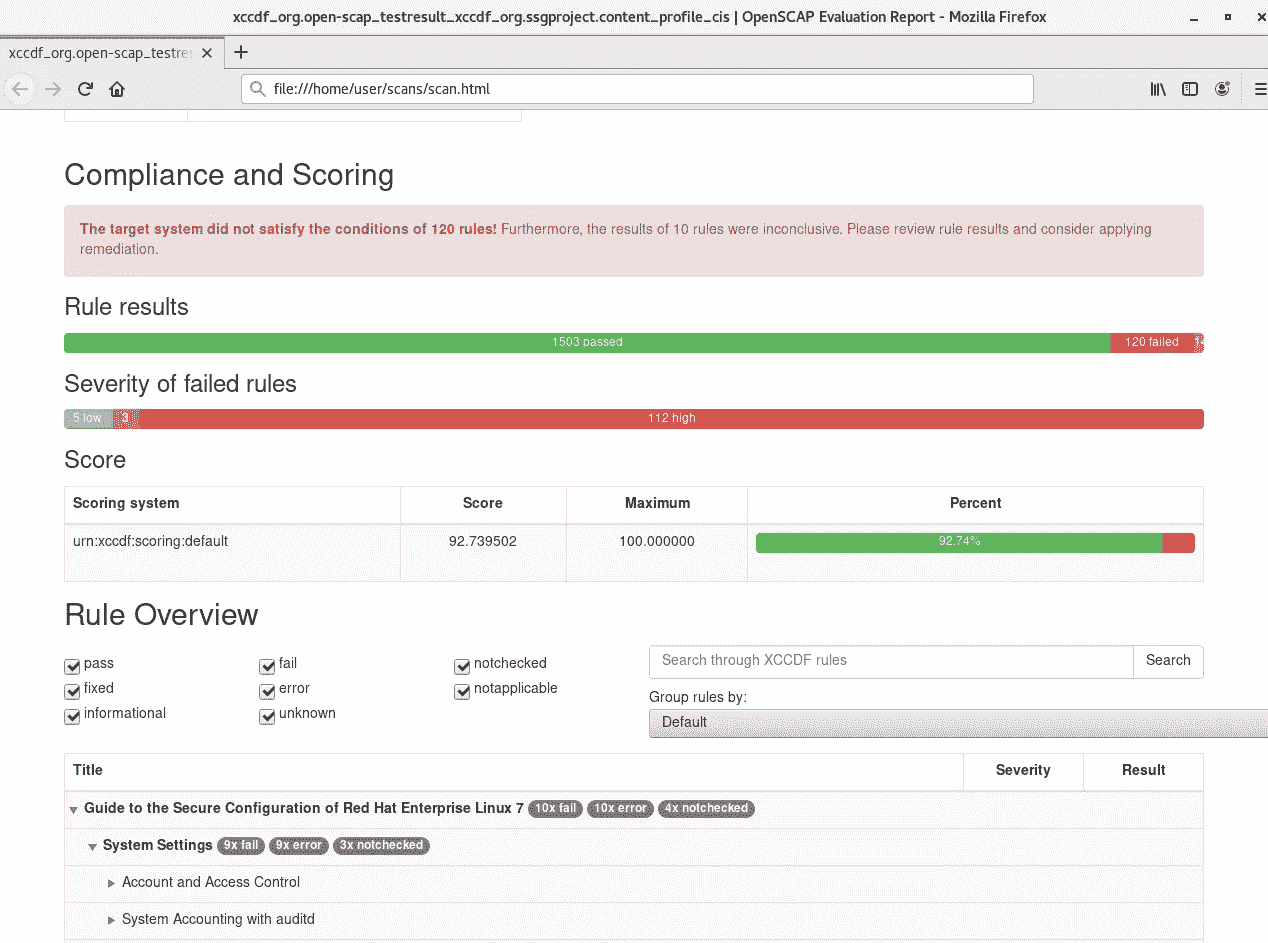 xccdf_org.open-scap_testresult_xccdf_org.ssgproject.content_profile_cis | OpenSCAP Evaluation Report - Mozilla Firefox
xccdf_org.open-scap_testres
file:///home/user/scans/scan.html
Compliance and Scoring
The target system did not satisfy the conditions of 120 rules! Furthermore, the results of 10 rules were inconclusive. Please review rule results and consider applying
remediation.
Rule results
1503 passed 120 failed 14
Severity of failed rules
5 low 3 112 high
Score
Scoring system Score Maximum Percent
urn:xccdf:scoring:default 92.739502 100.000000 92.74%
Rule Overview
pass fail notchecked
fixed error notapplicable
informational unknown
Search through XCCDF rules Search
Group rules by:
Default
Title Severity Result
Guide to the Secure Configuration of Red Hat Enterprise Linux 7 10x fail 10x error 4x notchecked
System Settings 9x fail 9x error 3x notchecked
Account and Access Control
System Accounting with auditd